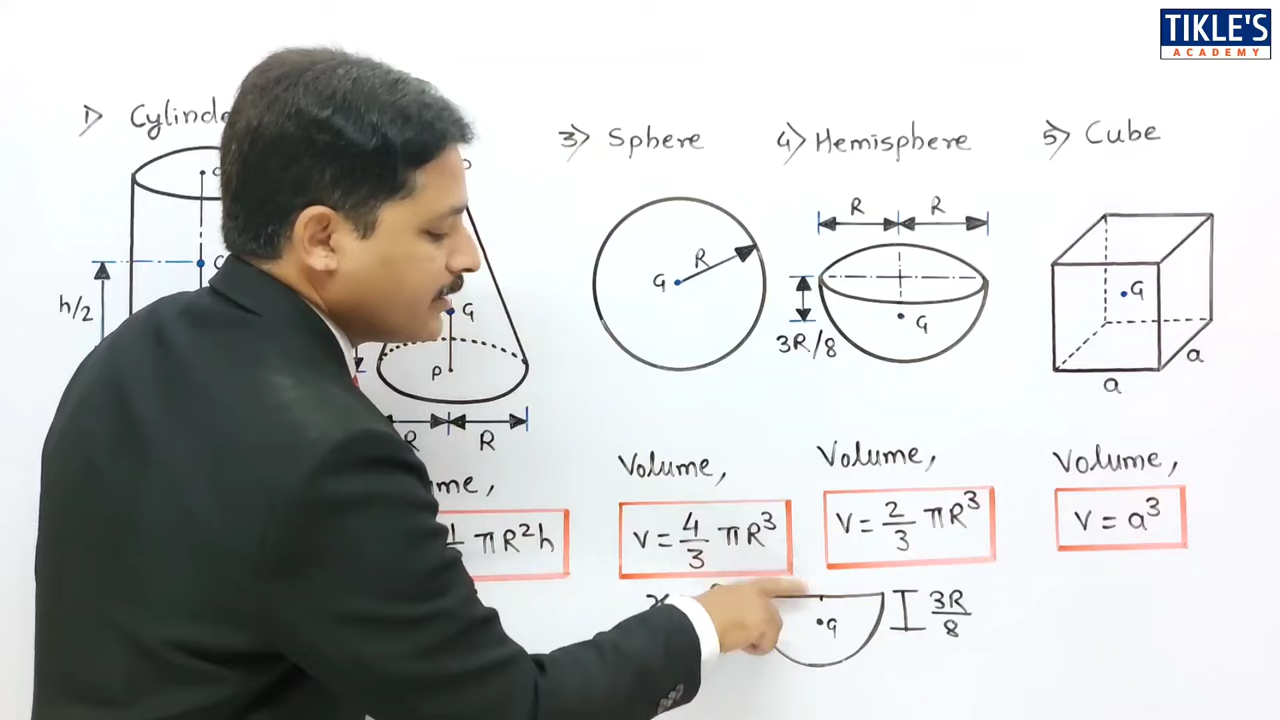 TIKLE'S
ACADEMY
1) Cylinde
3) Sphere
4) Hemisphere
5) Cube
h/2
G
P
R
R
G
R
R
R
3R/8
G
G
a
a
Volume,
V = 4/3 πR³
Volume,
V = 2/3 πR³
Volume,
V = a³
ume,
πR²h
G
3R/8